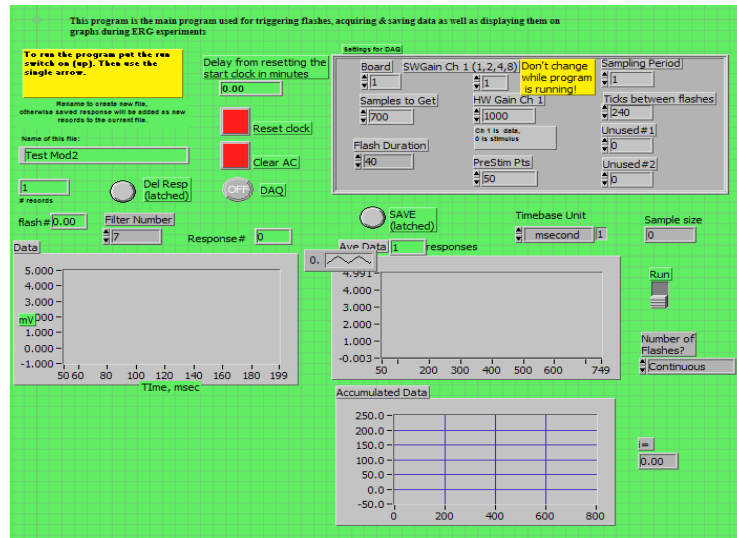 This program is the main program used for triggering flashes, acquiring & saving data as well as displaying them on
graphs during ERG experiments
To run the program put the run
switch on (up). Then use the
single arrow.
Rename to create new file,
otherwise saved response will be added as new
records to the current file.
Name of this file:
Test Mod2
1
# records
Del Resp
(latched)
Delay from resetting the
start clock in minutes
0.00
Reset clock
Clear AC
OFF
DAQ
Settings for DAQ
Board
1
SWGain Ch 1 (1,2,4,8)
1
Don't change
while program
is running!
Sampling Period
1
Samples to Get
700
HW Gain Ch 1
1000
Ticks between flashes
240
Ch 1 is data,
0 is stimulus
Unused#1
0
Flash Duration
40
PreStim Pts
50
Unused#2
0
flash#
0.00
Filter Number
7
Response#
0
SAVE
(latched)
Timebase Unit
msecond
1
Sample size
0
Data
5.000
4.000
3.000
mV
000
1.000
0.000
-1.000
50 60 80 100 120 140 160 180 199
TIme, msec
Ave Data
1
responses
0.
4.991
4.000
3.000
2.000
1.000
-0.003
50 200 300 400 500 600 749
Run
Number of
Flashes?
Continuous
Accumulated Data
250.0
200.0
150.0
100.0
50.0
0.0
-50.0
0 200 400 600 800
i=
0.00